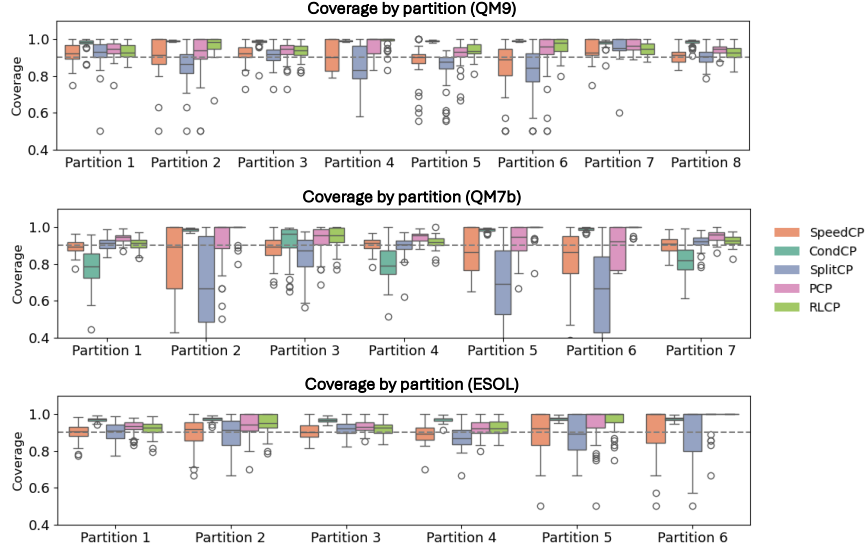 Coverage by partition (QM9)
Coverage
1.0
0.8
0.6
0.4
Partition 1 Partition 2 Partition 3 Partition 4 Partition 5 Partition 6 Partition 7 Partition 8
Coverage by partition (QM7b)
Coverage
1.0
0.8
0.6
0.4
Partition 1 Partition 2 Partition 3 Partition 4 Partition 5 Partition 6 Partition 7
SpeedCP
CondCP
SplitCP
PCP
RLCP
Coverage by partition (ESOL)
Coverage
1.0
0.8
0.6
0.4
Partition 1 Partition 2 Partition 3 Partition 4 Partition 5 Partition 6